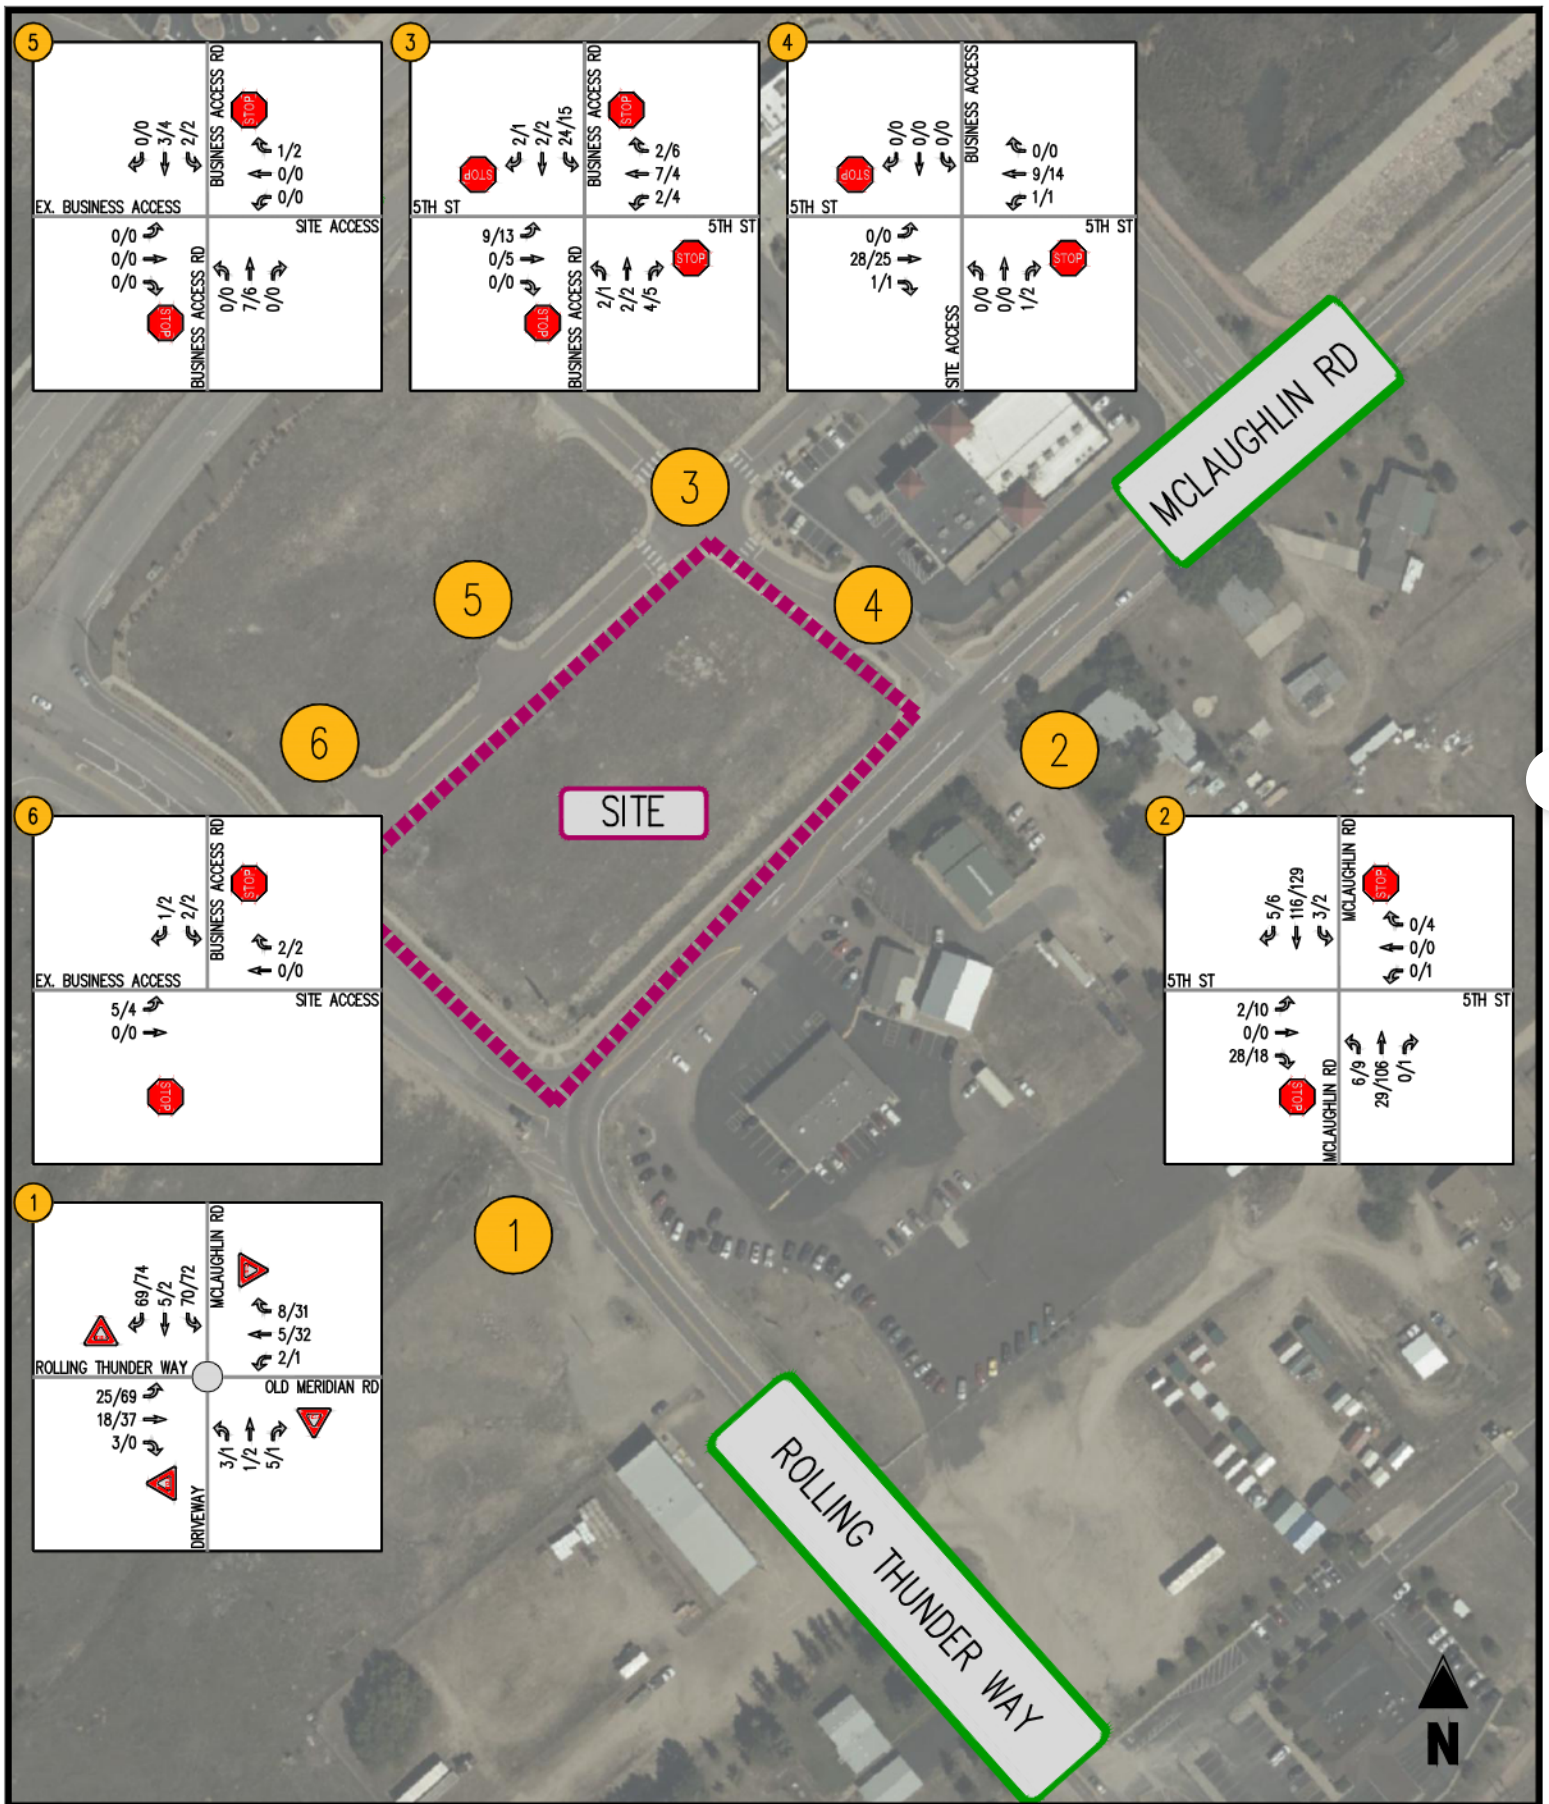 5
BUSINESS ACCESS RD
STOP
0/0
3/4
2/2
1/2
0/0
0/0
EX. BUSINESS ACCESS
SITE ACCESS
0/0
0/0
0/0
STOP
BUSINESS ACCESS RD
0/0
7/6
0/0
3
BUSINESS ACCESS RD
STOP
STOP
2/1
2/2
24/15
2/6
7/4
2/4
5TH ST
5TH ST
9/13
0/5
0/0
STOP
BUSINESS ACCESS RD
2/1
2/2
4/5
STOP
4
BUSINESS ACCESS
STOP
0/0
0/0
0/0
0/0
9/14
1/1
5TH ST
5TH ST
0/0
28/25
1/1
SITE ACCESS
0/0
0/0
1/2
STOP
MCLAUGHLIN RD
3
5
4
6
2
SITE
6
BUSINESS ACCESS RD
STOP
1/2
2/2
2/2
0/0
EX. BUSINESS ACCESS
SITE ACCESS
5/4
0/0
STOP
2
MCLAUGHLIN RD
STOP
5/6
116/129
3/2
0/4
0/0
0/1
5TH ST
5TH ST
2/10
0/0
28/18
STOP
MCLAUGHLIN RD
6/9
29/106
0/1
1
MCLAUGHLIN RD
69/74
5/2
70/72
8/31
5/32
2/1
ROLLING THUNDER WAY
OLD MERIDIAN RD
25/69
18/37
3/0
DRIVEWAY
3/1
1/2
5/1
1
ROLLING THUNDER WAY
N